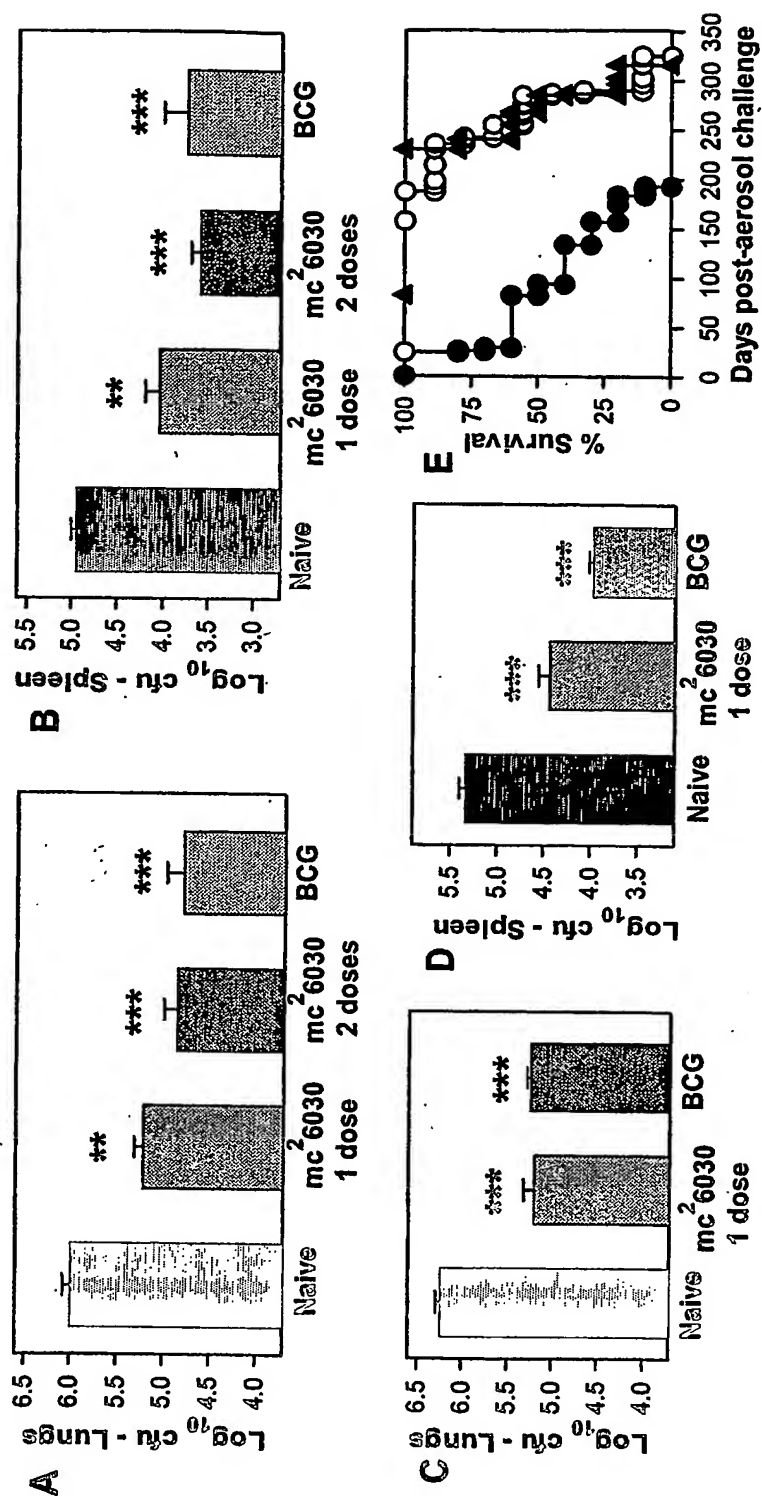 A
Log10 cfu - Lungs
6.5
6.0
5.5
5.0
4.5
4.0
**
***
***
Naive
mc2 6030
1 dose
mc2 6030
2 doses
BCG
B
Log10 cfu - Spleen
5.5
5.0
4.5
4.0
3.5
3.0
**
***
***
Naive
mc2 6030
1 dose
mc2 6030
2 doses
BCG
C
Log10 cfu - Lungs
6.5
6.0
5.5
5.0
4.5
4.0
***
***
Naive
mc2 6030
1 dose
BCG
D
Log10 cfu - Spleen
5.5
5.0
4.5
4.0
3.5
***
***
Naive
mc2 6030
1 dose
BCG
E
% Survival
100
75
50
25
0
0 50 100 150 200 250 300 350
Days post-aerosol challenge